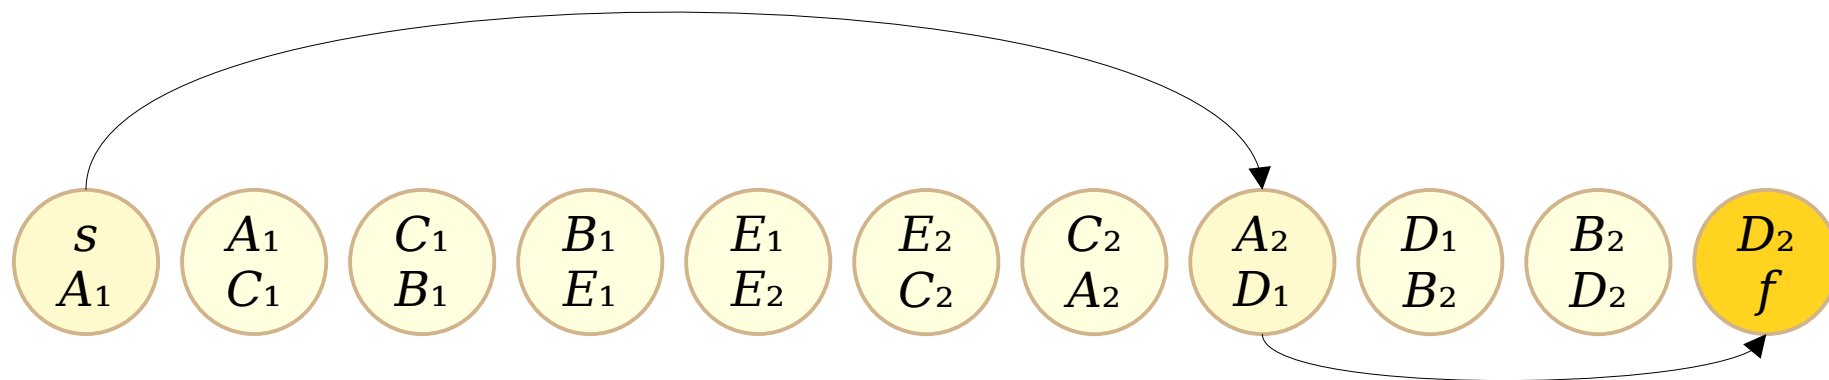 s
A₁
A₁
C₁
C₁
B₁
B₁
E₁
E₁
E₂
E₂
C₂
C₂
A₂
A₂
D₁
D₁
B₂
B₂
D₂
D₂
f